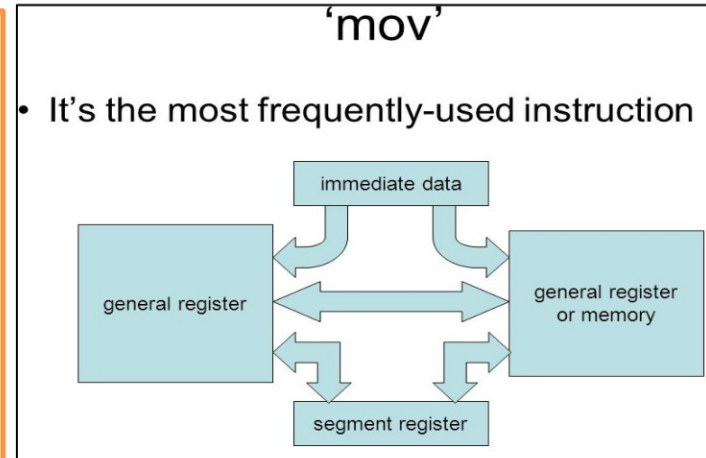 ‘mov’
• It’s the most frequently-used instruction
immediate data
general register
general register
or memory
segment register